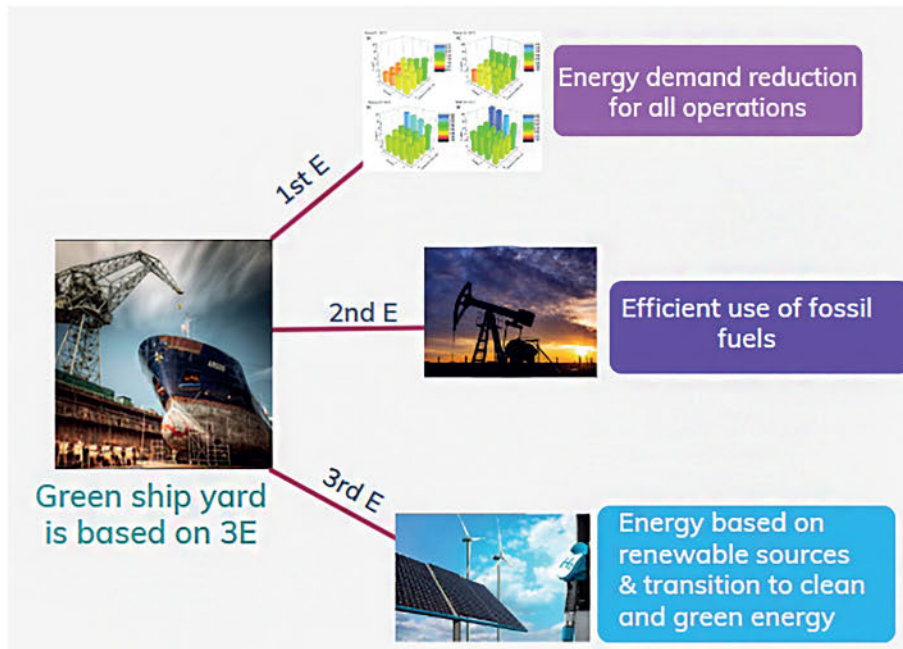 1st E
Energy demand reduction
for all operations
2nd E
Efficient use of fossil
fuels
Green ship yard
is based on 3E
3rd E
Energy based on
renewable sources
& transition to clean
and green energy